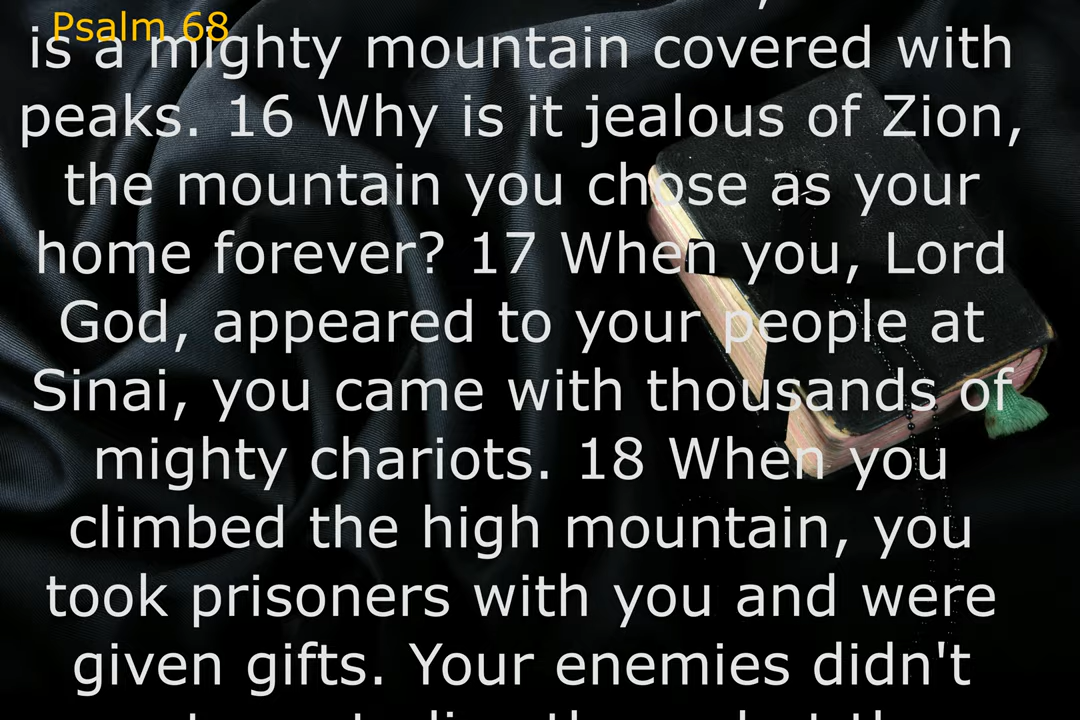 Psalm 68
is a mighty mountain covered with
peaks. 16 Why is it jealous of Zion,
the mountain you chose as your
home forever? 17 When you, Lord
God, appeared to your people at
Sinai, you came with thousands of
mighty chariots. 18 When you
climbed the high mountain, you
took prisoners with you and were
given gifts. Your enemies didn't